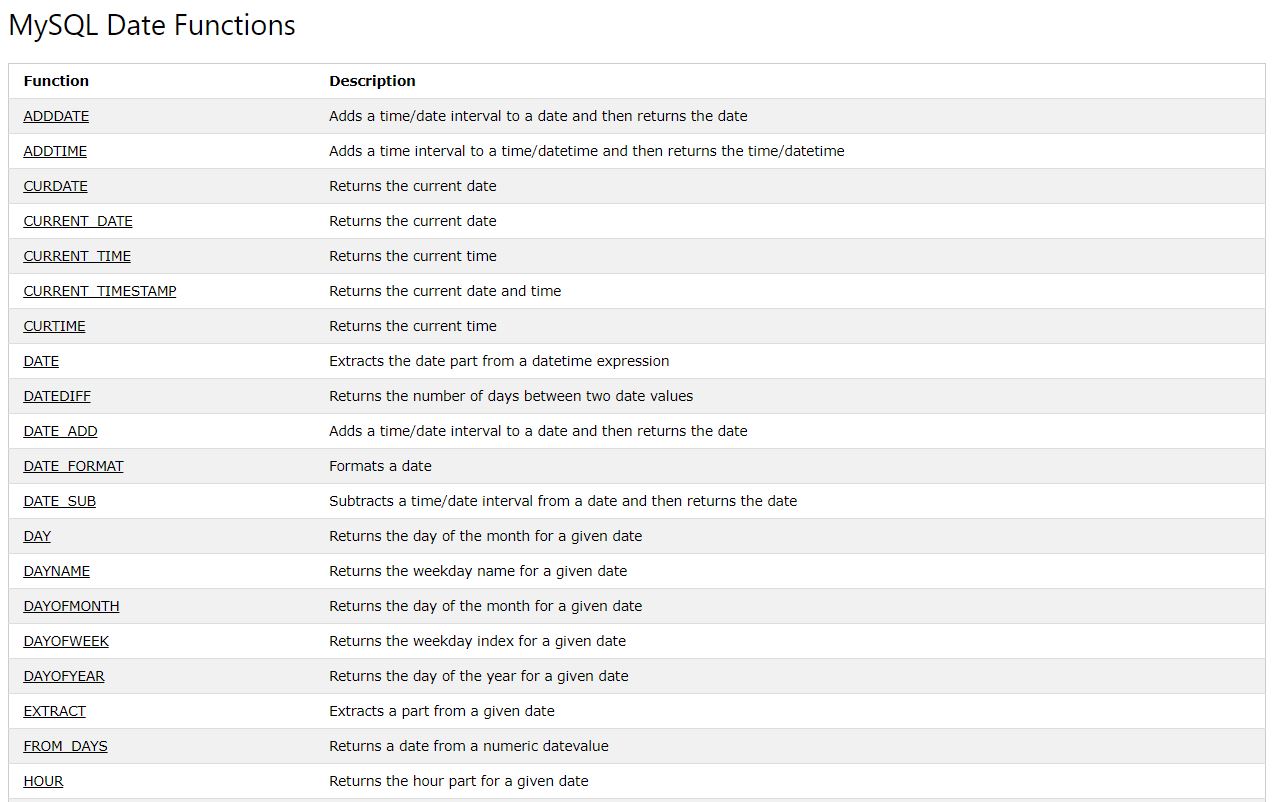 MySQL Date Functions
Function Description
ADDDATE Adds a time/date interval to a date and then returns the date
ADDTIME Adds a time interval to a time/datetime and then returns the time/datetime
CURDATE Returns the current date
CURRENT_DATE Returns the current date
CURRENT_TIME Returns the current time
CURRENT_TIMESTAMP Returns the current date and time
CURTIME Returns the current time
DATE Extracts the date part from a datetime expression
DATEDIFF Returns the number of days between two date values
DATE_ADD Adds a time/date interval to a date and then returns the date
DATE_FORMAT Formats a date
DATE_SUB Subtracts a time/date interval from a date and then returns the date
DAY Returns the day of the month for a given date
DAYNAME Returns the weekday name for a given date
DAYOFMONTH Returns the day of the month for a given date
DAYOFWEEK Returns the weekday index for a given date
DAYOFYEAR Returns the day of the year for a given date
EXTRACT Extracts a part from a given date
FROM_DAYS Returns a date from a numeric datevalue
HOUR Returns the hour part for a given date